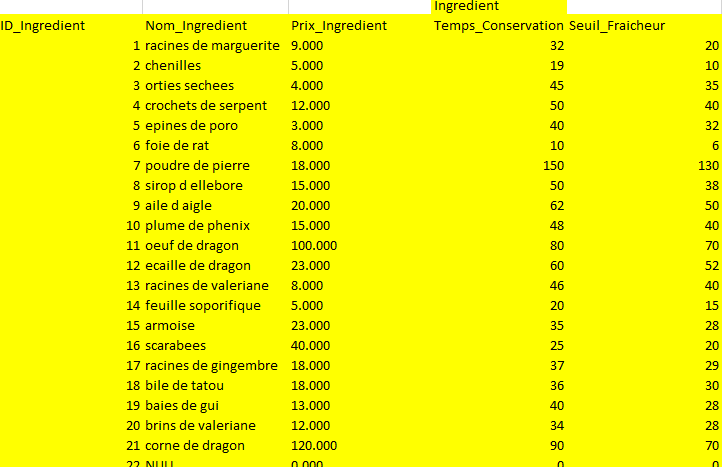 Ingredient
ID_Ingredient Nom_Ingredient Prix_Ingredient Temps_Conservation Seuil_Fraicheur
1 racines de marguerite 9.000 32 20
2 chenilles 5.000 19 10
3 orties sechees 4.000 45 35
4 crochets de serpent 12.000 50 40
5 epines de poro 3.000 40 32
6 foie de rat 8.000 10 6
7 poudre de pierre 18.000 150 130
8 sirop d ellebore 15.000 50 38
9 aile d aigle 20.000 62 50
10 plume de phenix 15.000 48 40
11 oeuf de dragon 100.000 80 70
12 ecaille de dragon 23.000 60 52
13 racines de valeriane 8.000 46 40
14 feuille soporifique 5.000 20 15
15 armoise 23.000 35 28
16 scarabees 40.000 25 20
17 racines de gingembre 18.000 37 29
18 bile de tatou 18.000 36 30
19 baies de gui 13.000 40 28
20 brins de valeriane 12.000 34 28
21 corne de dragon 120.000 90 70
22 NULL 0.000 0 0